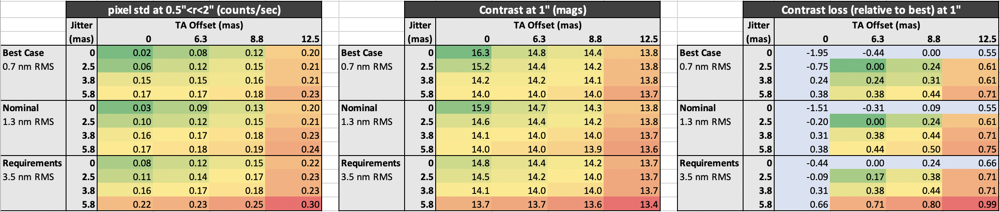 pixel std at 0.5"<r<2" (counts/sec) Contrast at 1" (mags) Contrast loss (relative to best) at 1"
Jitter TA Offset (mas) Jitter TA Offset (mas) Jitter TA Offset (mas)
(mas) 0 6.3 8.8 12.5 (mas) 0 6.3 8.8 12.5 (mas) 0 6.3 8.8 12.5
Best Case 0 0.02 0.08 0.12 0.20 Best Case 0 16.3 14.8 14.4 13.8 Best Case 0 -1.95 -0.44 0.00 0.55
0.7 nm RMS 2.5 0.06 0.12 0.15 0.21 0.7 nm RMS 2.5 15.2 14.4 14.2 13.8 0.7 nm RMS 2.5 -0.75 0.00 0.24 0.61
3.8 0.15 0.15 0.16 0.21 3.8 14.2 14.2 14.1 13.8 3.8 0.24 0.24 0.31 0.61
5.8 0.17 0.17 0.18 0.23 5.8 14.0 14.0 14.0 13.7 5.8 0.38 0.38 0.44 0.71
Nominal 0 0.03 0.09 0.13 0.20 Nominal 0 15.9 14.7 14.3 13.8 Nominal 0 -1.51 -0.31 0.09 0.55
1.3 nm RMS 2.5 0.10 0.12 0.15 0.21 1.3 nm RMS 2.5 14.6 14.4 14.2 13.8 1.3 nm RMS 2.5 -0.20 0.00 0.24 0.61
3.8 0.16 0.17 0.18 0.23 3.8 14.1 14.0 14.0 13.7 3.8 0.31 0.38 0.44 0.71
5.8 0.17 0.18 0.19 0.24 5.8 14.0 14.0 13.9 13.6 5.8 0.38 0.44 0.50 0.75
Requirements 0 0.08 0.12 0.15 0.22 Requirements 0 14.8 14.4 14.2 13.7 Requirements 0 -0.44 0.00 0.24 0.66
3.5 nm RMS 2.5 0.11 0.14 0.17 0.23 3.5 nm RMS 2.5 14.5 14.2 14.0 13.7 3.5 nm RMS 2.5 -0.09 0.17 0.38 0.71
3.8 0.16 0.17 0.18 0.23 3.8 14.1 14.0 14.0 13.7 3.8 0.31 0.38 0.44 0.71
5.8 0.22 0.23 0.25 0.30 5.8 13.7 13.7 13.6 13.4 5.8 0.66 0.71 0.80 0.99